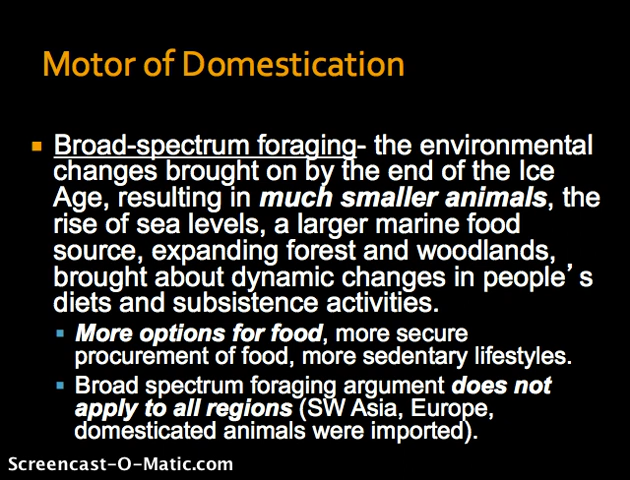 Motor of Domestication
Broad-spectrum foraging- the environmental
changes brought on by the end of the Ice
Age, resulting in much smaller animals, the
rise of sea levels, a larger marine food
source, expanding forest and woodlands,
brought about dynamic changes in people’s
diets and subsistence activities.
More options for food, more secure
procurement of food, more sedentary lifestyles.
Broad spectrum foraging argument does not
apply to all regions (SW Asia, Europe,
domesticated animals were imported).
Screencast-O-Matic.com